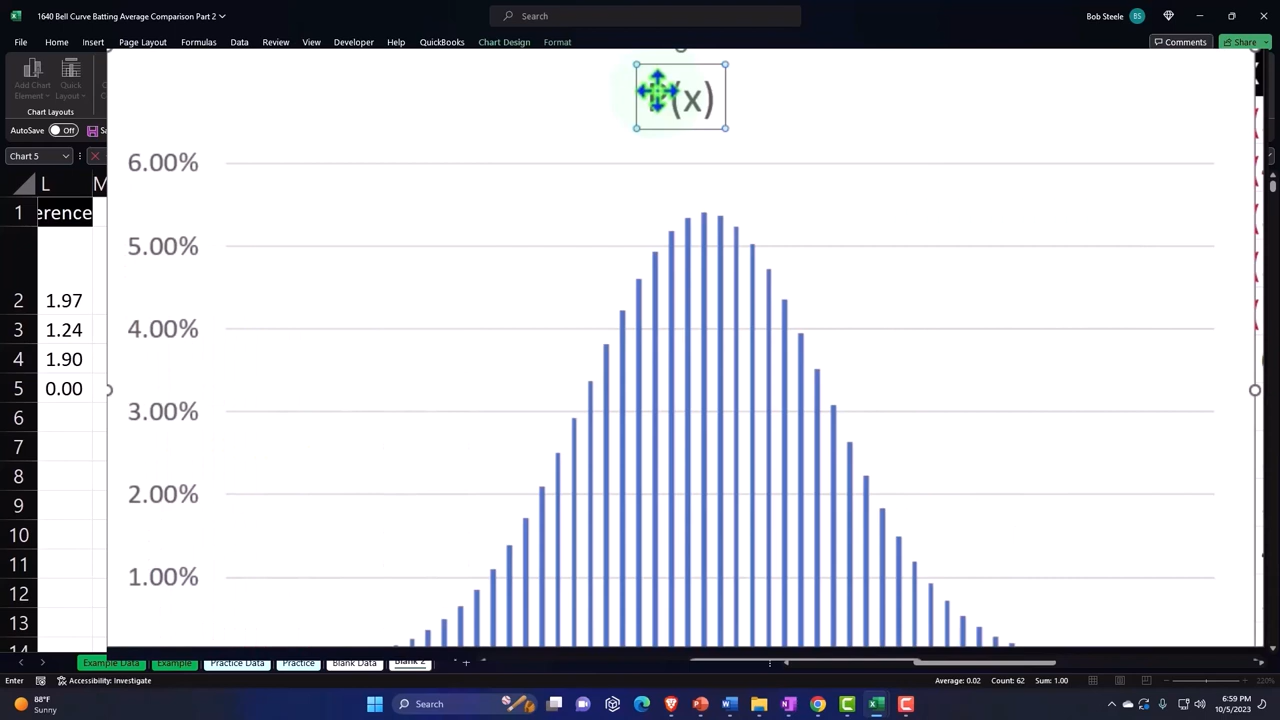 1640 Bell Curve Batting Average Comparison Part 2
Search
Bob Steele
BS
File Home Insert Page Layout Formulas Data Review View Developer Help QuickBooks Chart Design Format
Comments
Share
Add Chart
Element
Quick
Layout
Chart Layouts
AutoSave Off
Chart 5
(x)
L M
1 erence
2 1.97
3 1.24
4 1.90
5 0.00
6
7
8
9
10
11
12
13
14
6.00%
5.00%
4.00%
3.00%
2.00%
1.00%
Example Data Example Practice Data Practice Blank Data Blank 2
Enter
Accessibility: Investigate
Average: 0.02 Count: 62 Sum: 1.00
220%
88°F
Sunny
Search
6:59 PM
10/5/2023